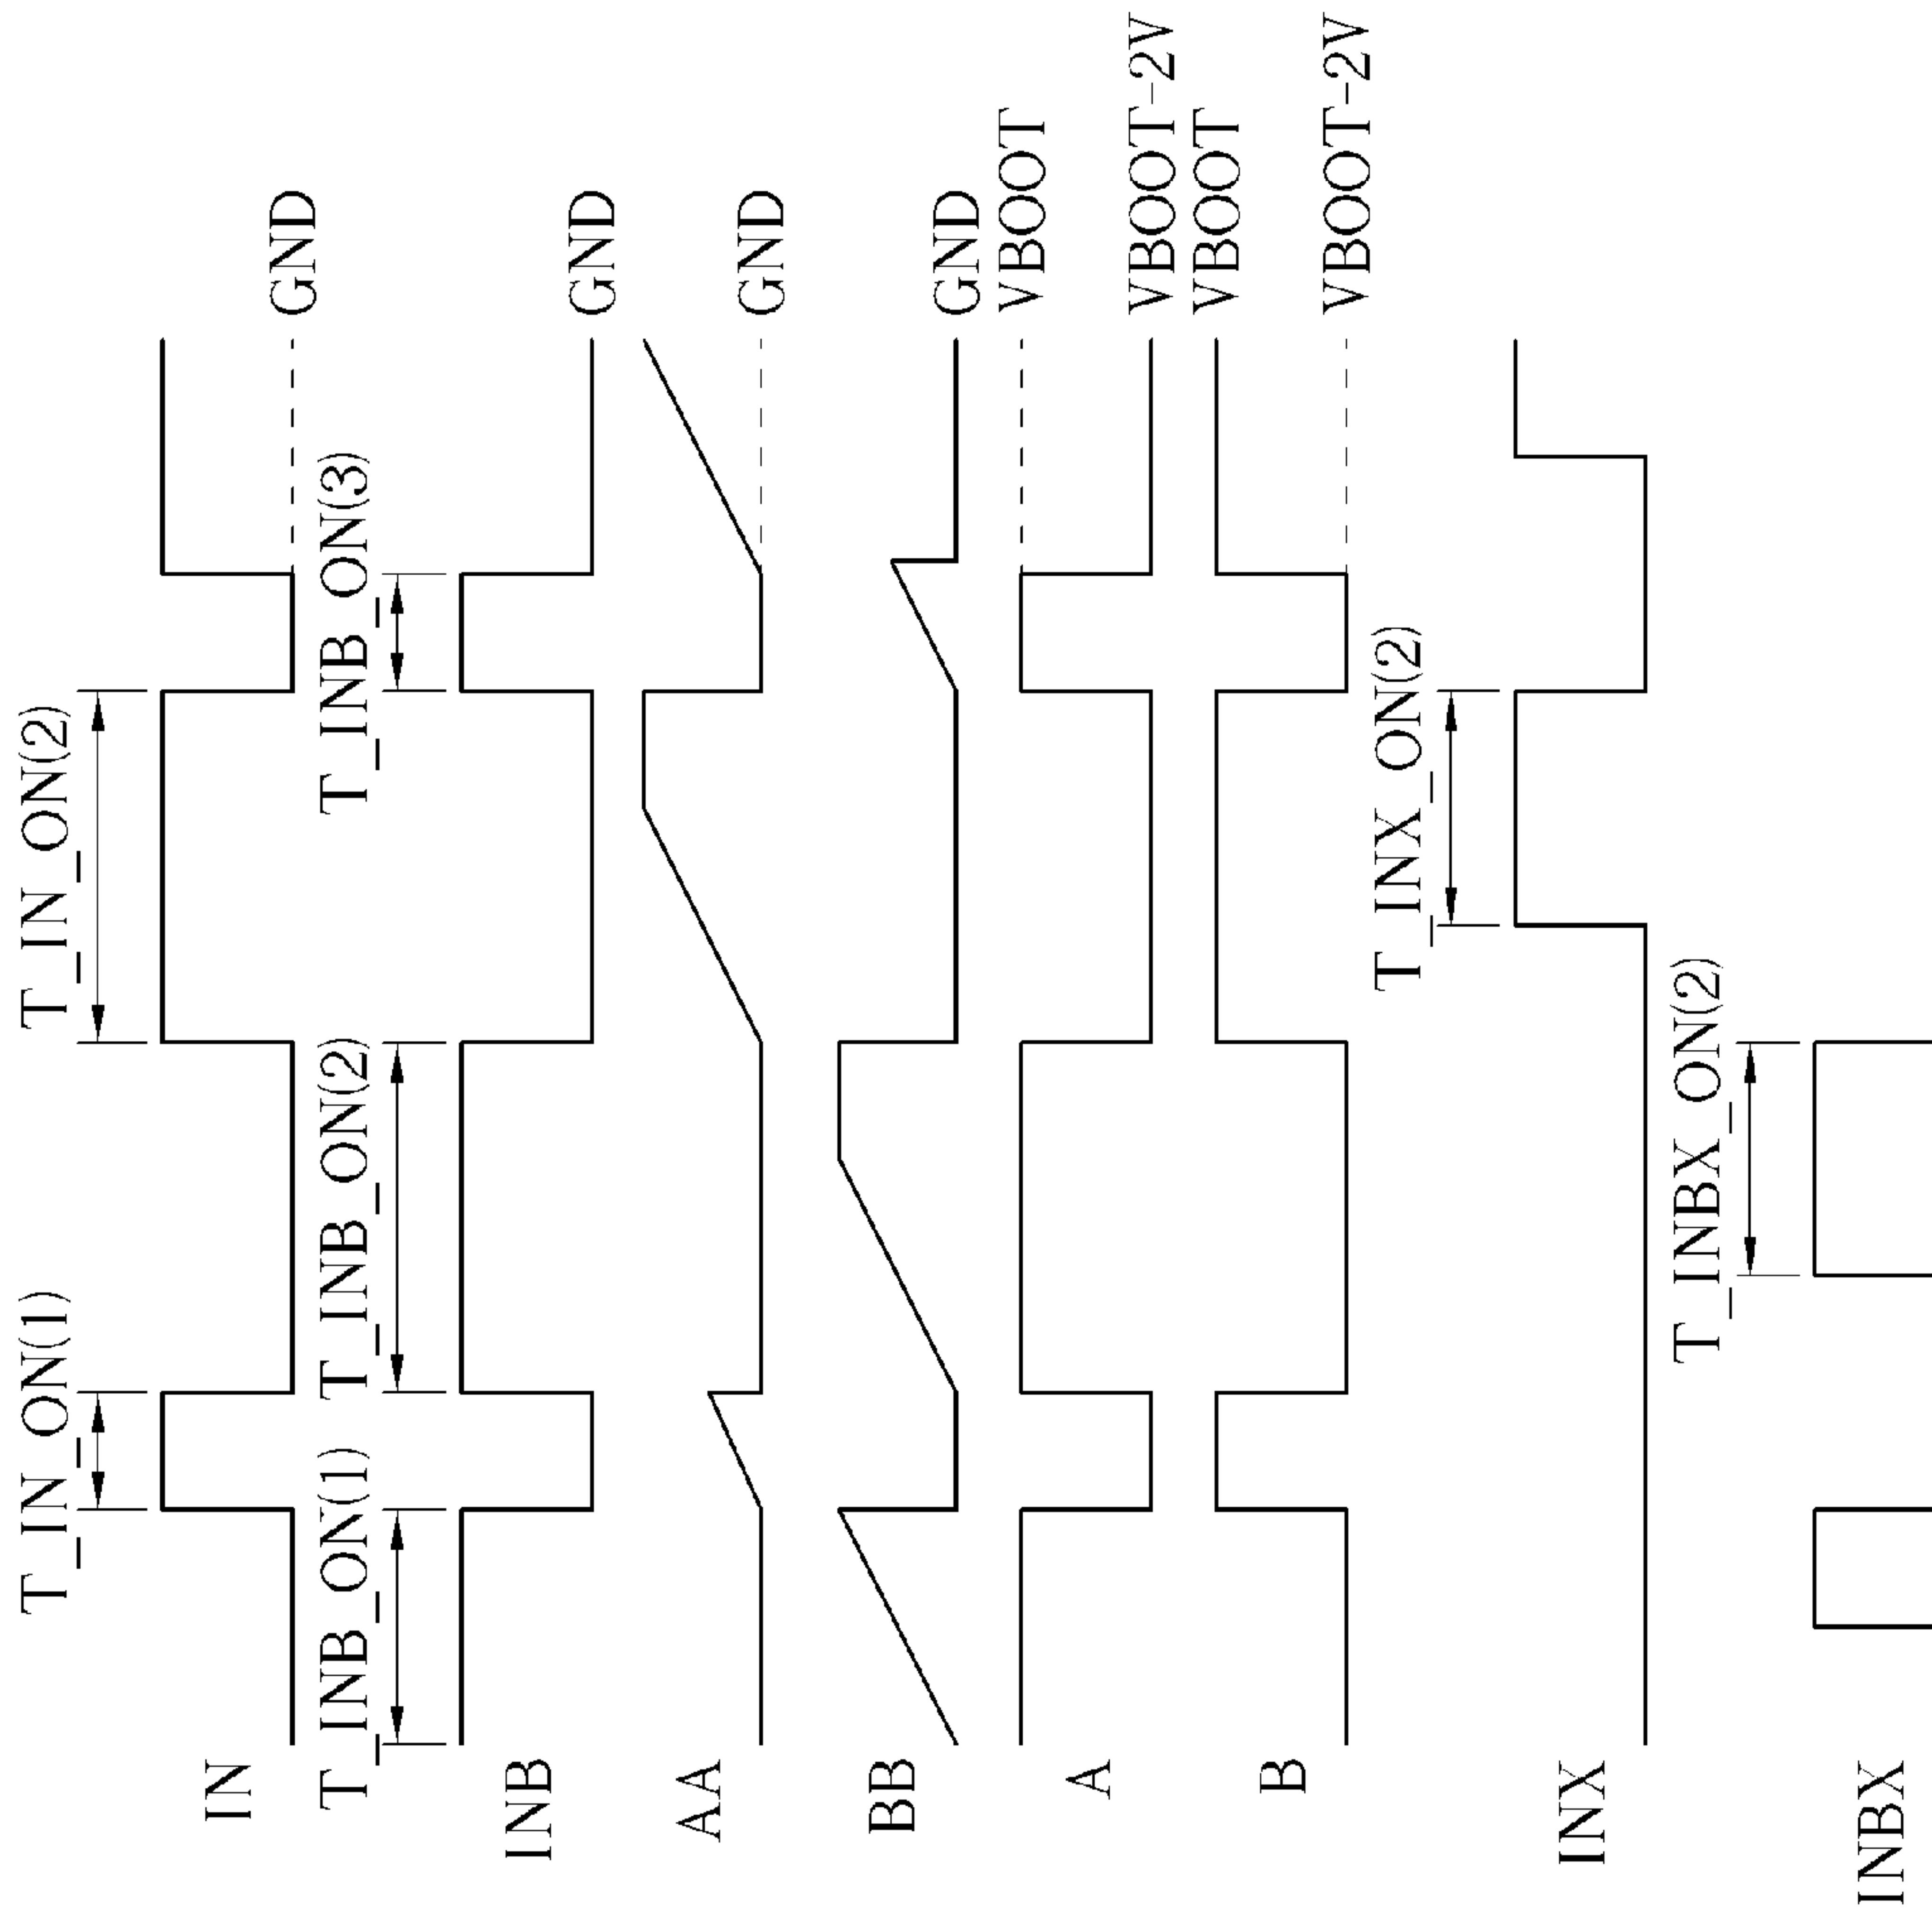 T_IN_ON(1)
T_IN_ON(2)
IN
GND
T_INB_ON(1)
T_INB_ON(2)
T_INB_ON(3)
INB
GND
AA
GND
BB
GND
VBOOT
A
VBOOT-2V
VBOOT
B
VBOOT-2V
T_INX_ON(2)
INX
T_INBX_ON(2)
INBX